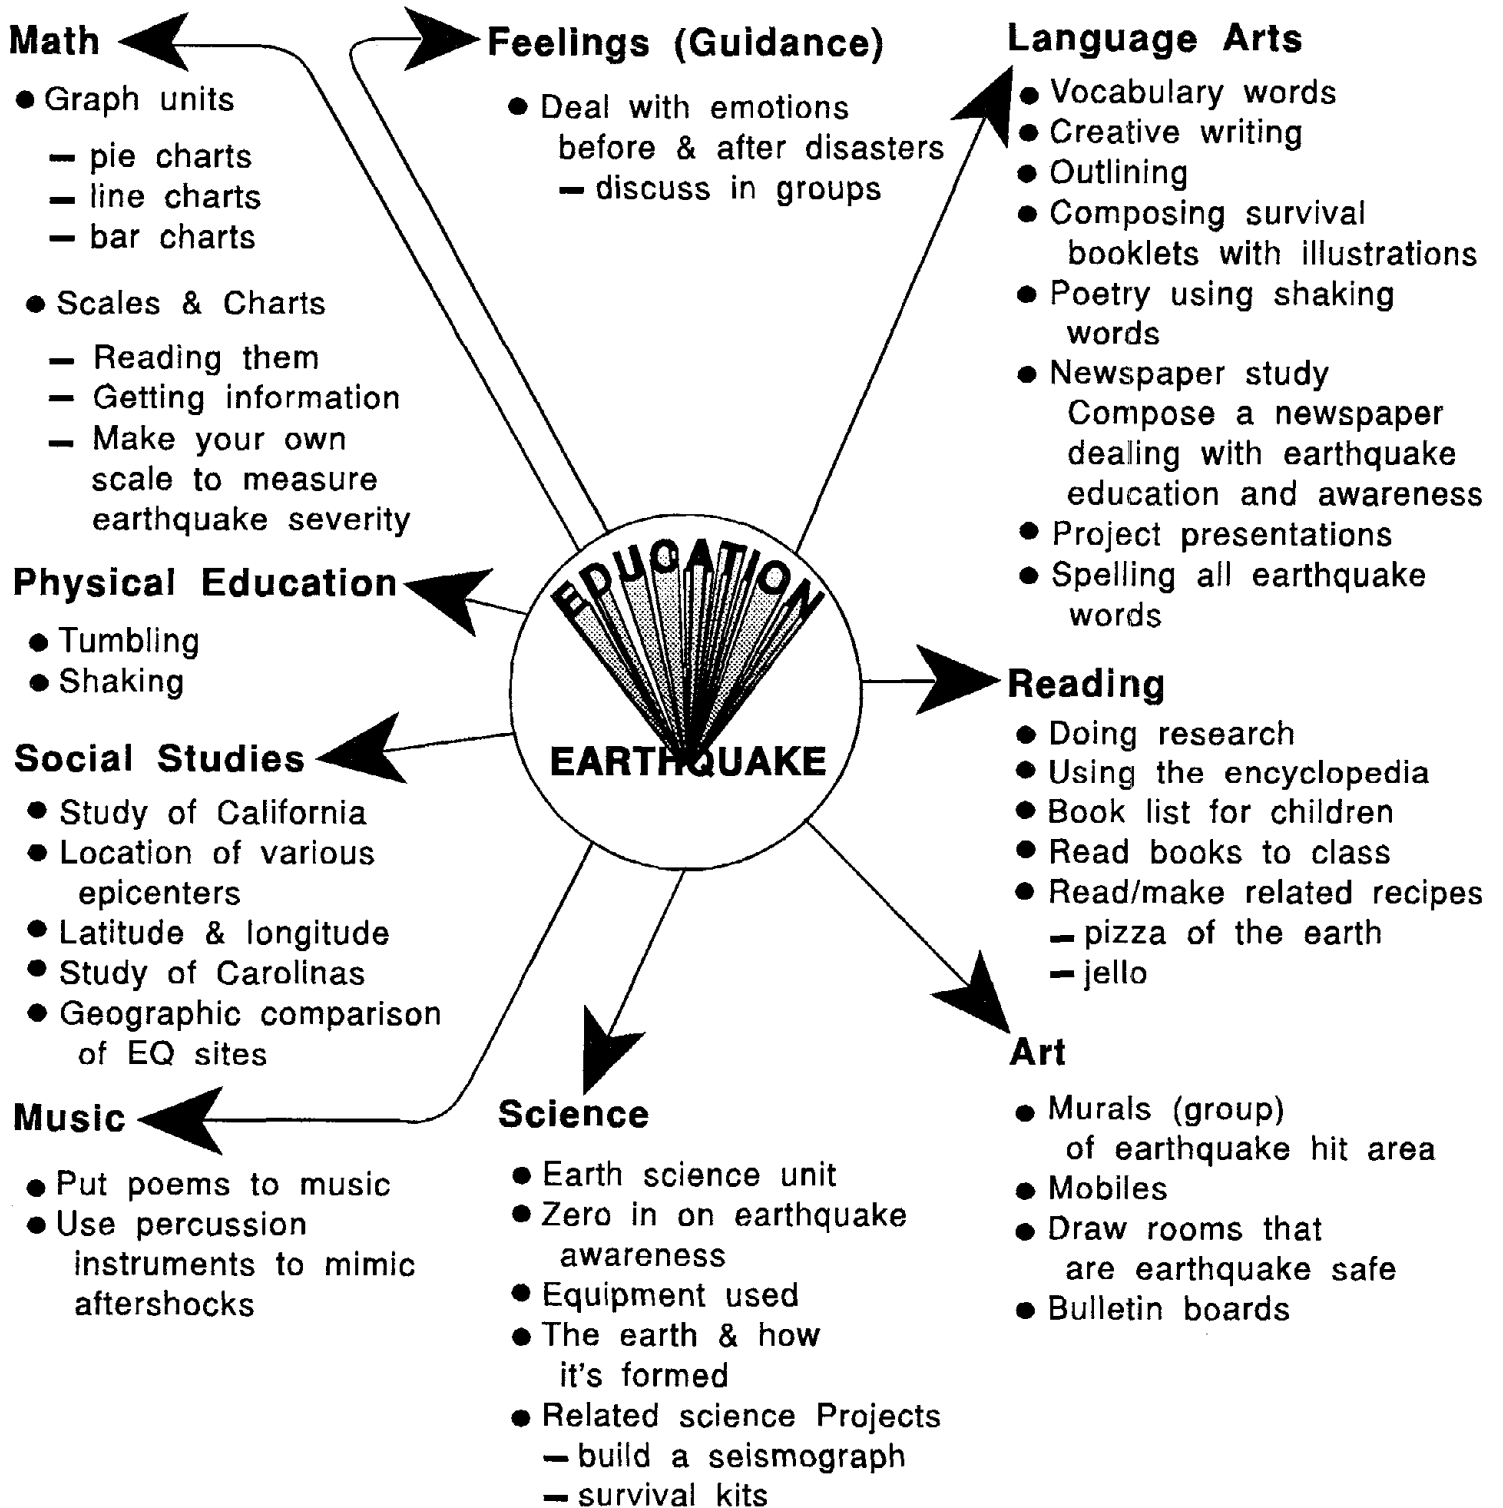 Math
● Graph units
– pie charts
– line charts
– bar charts
● Scales & Charts
– Reading them
– Getting information
– Make your own
scale to measure
earthquake severity
Feelings (Guidance)
● Deal with emotions
before & after disasters
– discuss in groups
Language Arts
● Vocabulary words
● Creative writing
● Outlining
● Composing survival
booklets with illustrations
● Poetry using shaking
words
● Newspaper study
Compose a newspaper
dealing with earthquake
education and awareness
● Project presentations
● Spelling all earthquake
words
EDUCATION
EARTHQUAKE
Physical Education
● Tumbling
● Shaking
Social Studies
● Study of California
● Location of various
epicenters
● Latitude & longitude
● Study of Carolinas
● Geographic comparison
of EQ sites
Reading
● Doing research
● Using the encyclopedia
● Book list for children
● Read books to class
● Read/make related recipes
– pizza of the earth
– jello
Music
● Put poems to music
● Use percussion
instruments to mimic
aftershocks
Science
● Earth science unit
● Zero in on earthquake
awareness
● Equipment used
● The earth & how
it's formed
● Related science Projects
– build a seismograph
– survival kits
Art
● Murals (group)
of earthquake hit area
● Mobiles
● Draw rooms that
are earthquake safe
● Bulletin boards